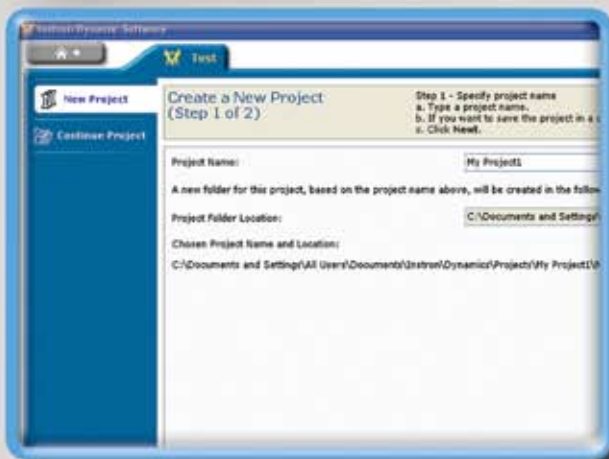 Instron Dynamic Software
Test
New Project
Continue Project
Create a New Project
(Step 1 of 2)
Step 1 - Specify project name
a. Type a project name.
b. If you want to save the project in a
c. Click Next.
Project Name:
My Project1
A new folder for this project, based on the project name above, will be created in the
Project Folder Location:
C:\Documents and Settings\
Chosen Project Name and Location:
C:\Documents and Settings\All Users\Documents\Instron\Dynamics\Projects\My Project1\